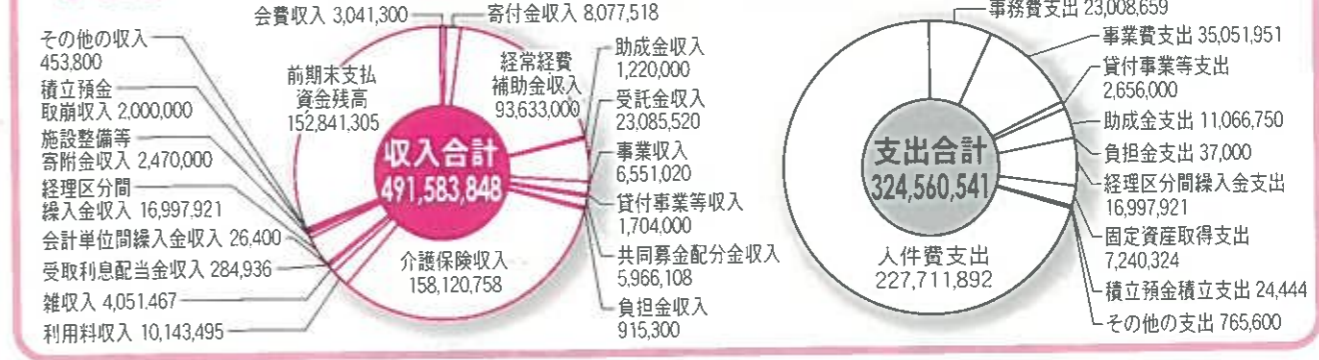 会費収入 3,041,300
寄付金収入 8,077,518
その他の収入
453,800
積立預金
取崩収入 2,000,000
施設整備等
寄附金収入 2,470,000
経理区分間
繰入金収入 16,997,921
会計単位間繰入金収入 26,400
受取利息配当金収入 284,936
雑収入 4,051,467
利用料収入 10,143,495
前期末支払
資金残高
152,841,305
経常経費
補助金収入
93,633,000
収入合計
491,583,848
介護保険収入
158,120,758
助成金収入
1,220,000
受託金収入
23,085,520
事業収入
6,551,020
貸付事業等収入
1,704,000
共同募金配分金収入
5,966,108
負担金収入
915,300
事務費支出 23,008,659
事業費支出 35,051,951
貸付事業等支出
2,656,000
助成金支出 11,066,750
負担金支出 37,000
経理区分間繰入金支出
16,997,921
固定資産取得支出
7,240,324
積立預金積立支出 24,444
その他の支出 765,600
支出合計
324,560,541
人件費支出
227,711,892